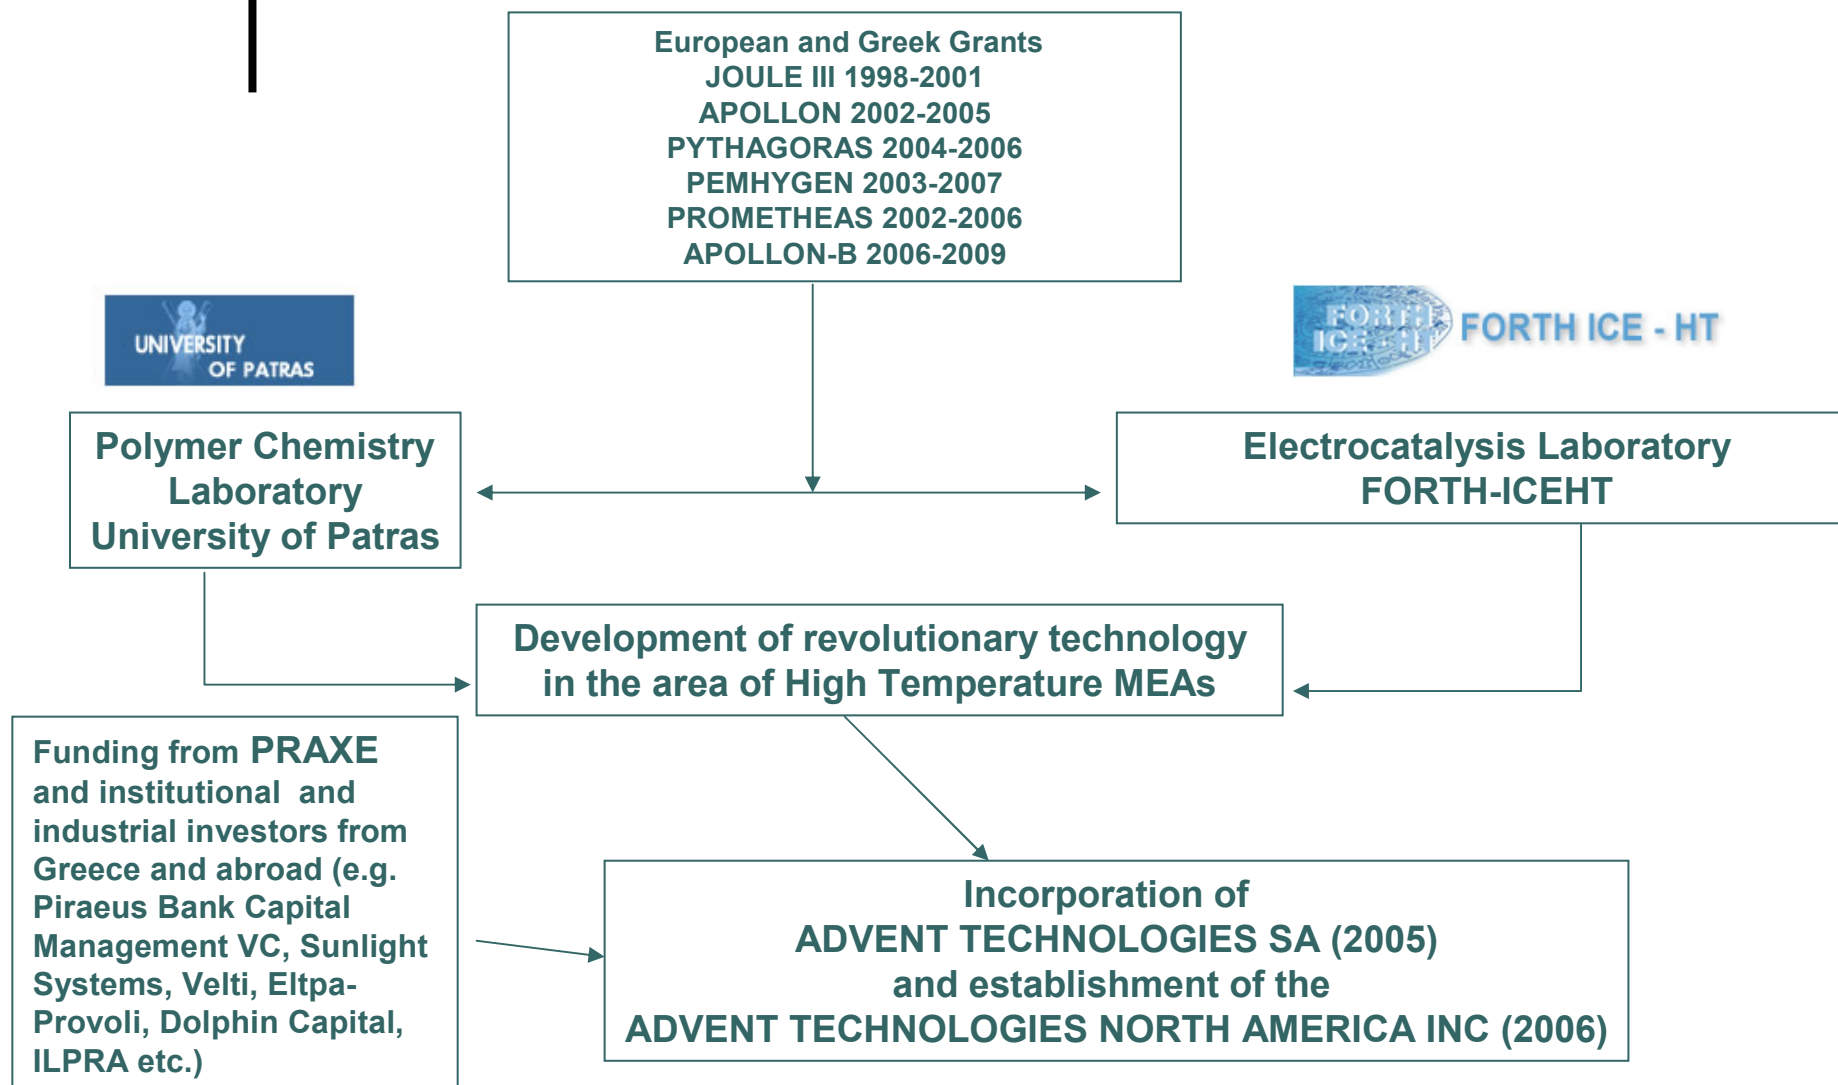 European and Greek Grants
JOULE III 1998-2001
APOLLON 2002-2005
PYTHAGORAS 2004-2006
PEMHYGEN 2003-2007
PROMETHEAS 2002-2006
APOLLON-B 2006-2009
UNIVERSITY
OF PATRAS
FORTH
ICE - HT
FORTH ICE - HT
Polymer Chemistry
Laboratory
University of Patras
Electrocatalysis Laboratory
FORTH-ICEHT
Development of revolutionary technology
in the area of High Temperature MEAs
Funding from PRAXE
and institutional and
industrial investors from
Greece and abroad (e.g.
Piraeus Bank Capital
Management VC, Sunlight
Systems, Velti, Eltpa-
Provoli, Dolphin Capital,
ILPRA etc.)
Incorporation of
ADVENT TECHNOLOGIES SA (2005)
and establishment of the
ADVENT TECHNOLOGIES NORTH AMERICA INC (2006)